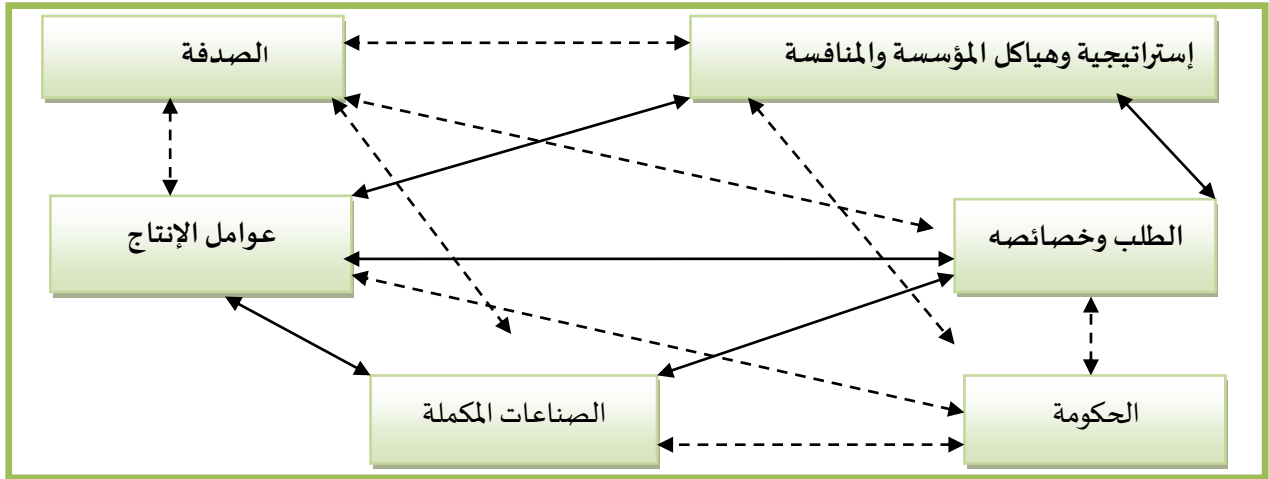 إستراتيجية وهياكل المؤسسة والمنافسة
الصدفة
الطلب وخصائصه
عوامل الإنتاج
الحكومة
الصناعات المكملة